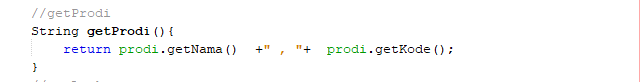 //getProdi
String getProdi(){
return prodi.getNama() +" , "+ prodi.getKode();
}